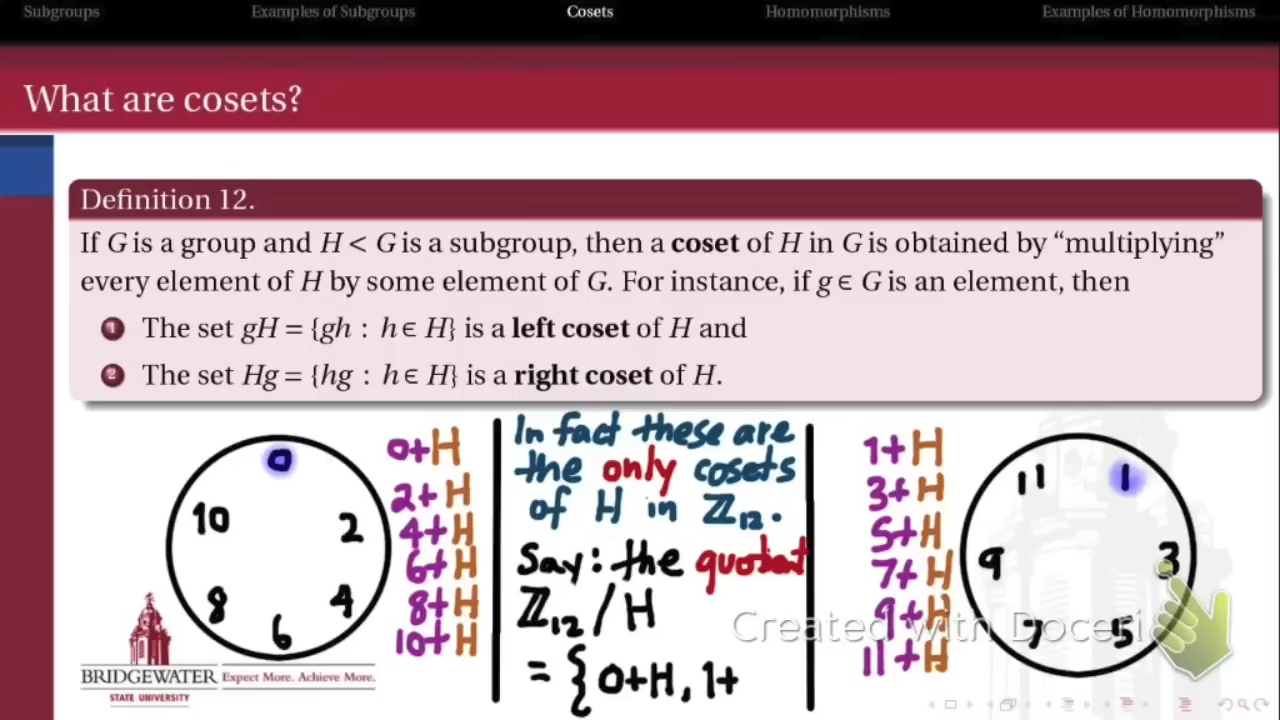 Subgroups Examples of Subgroups Cosets Homomorphisms Examples of Homomorphisms
What are cosets?
Definition 12.
If G is a group and H < G is a subgroup, then a coset of H in G is obtained by “multiplying”
every element of H by some element of G. For instance, if g ∈ G is an element, then
1 The set gH = {gh : h ∈ H} is a left coset of H and
2 The set Hg = {hg : h ∈ H} is a right coset of H.
0
2
4
6
8
10
0+H
2+H
4+H
6+H
8+H
10+H
In fact these are
the only cosets
of H in ℤ12.
Say: the quotient
ℤ12/H
= { 0+H, 1+
1+H
3+H
5+H
7+H
9+H
11+H
11
1
9
3
7
5
Created with Doceri
BRIDGEWATER
STATE UNIVERSITY
Expect More. Achieve More.